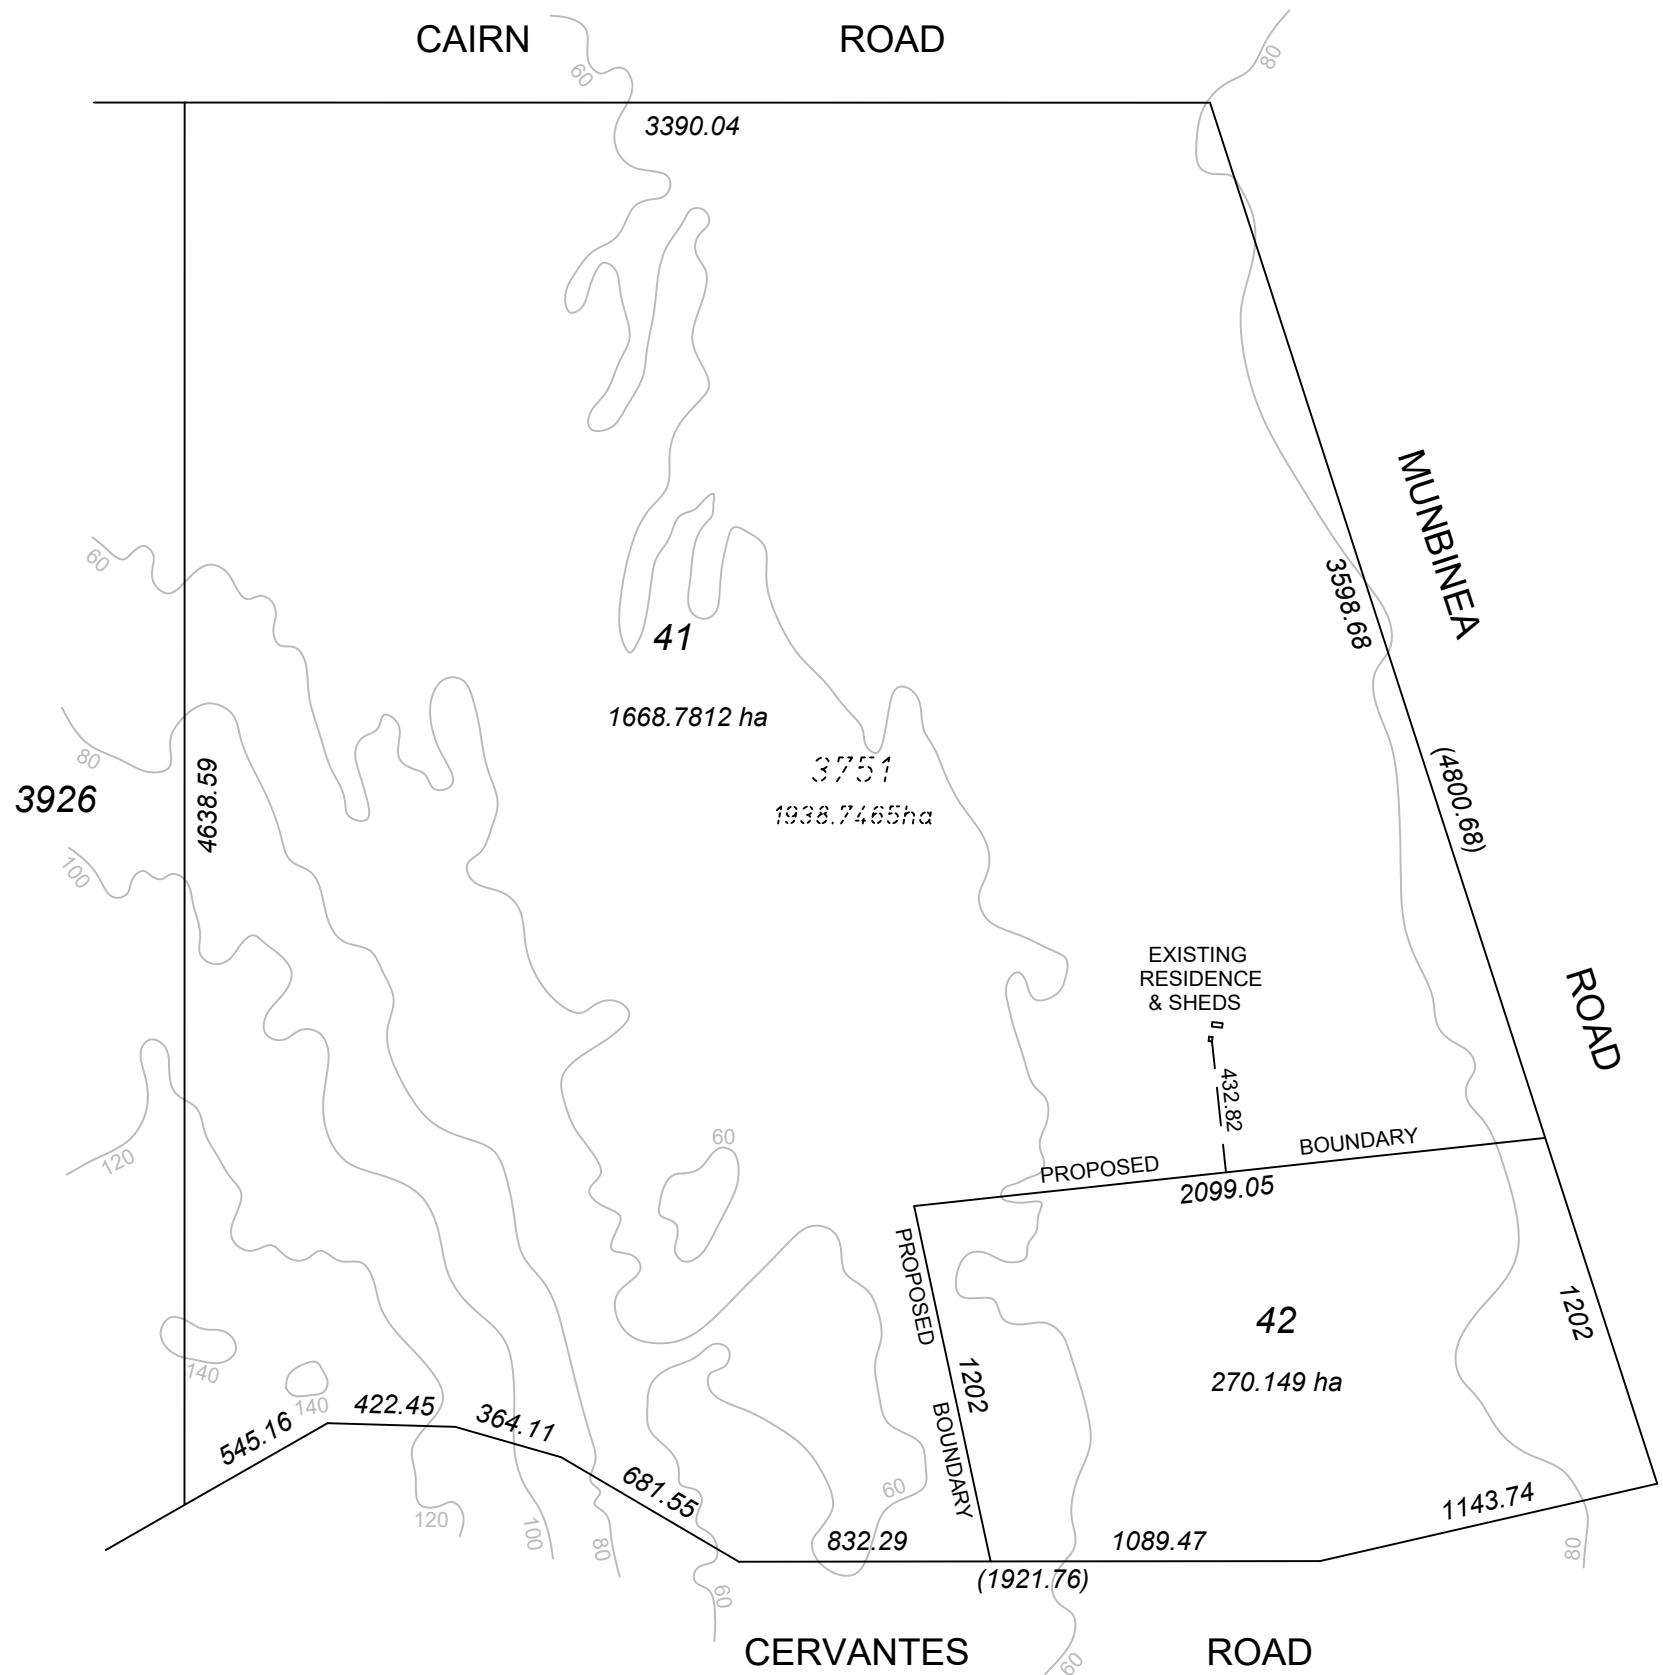 CAIRN ROAD
60
80
3390.04
MUNBINEA
60
3598.68
41
1668.7812 ha
80
3926
4638.59
3751
1938.7465ha
(4800.68)
100
EXISTING
RESIDENCE
& SHEDS
ROAD
432.82
60
120
PROPOSED BOUNDARY
2099.05
PROPOSED
42
1202
140
1202
270.149 ha
140
422.45
545.16
364.11
BOUNDARY
681.55
60
1143.74
120
100
80
832.29
1089.47
80
(1921.76)
60
CERVANTES ROAD
60